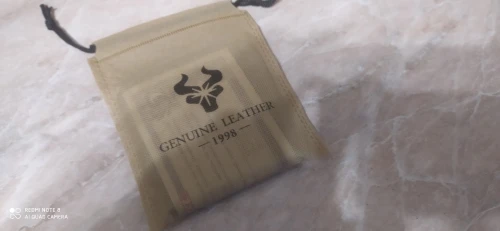 GENUINE LEATHER
— 1998 —
REDMI NOTE 8
AI QUAD CAMERA